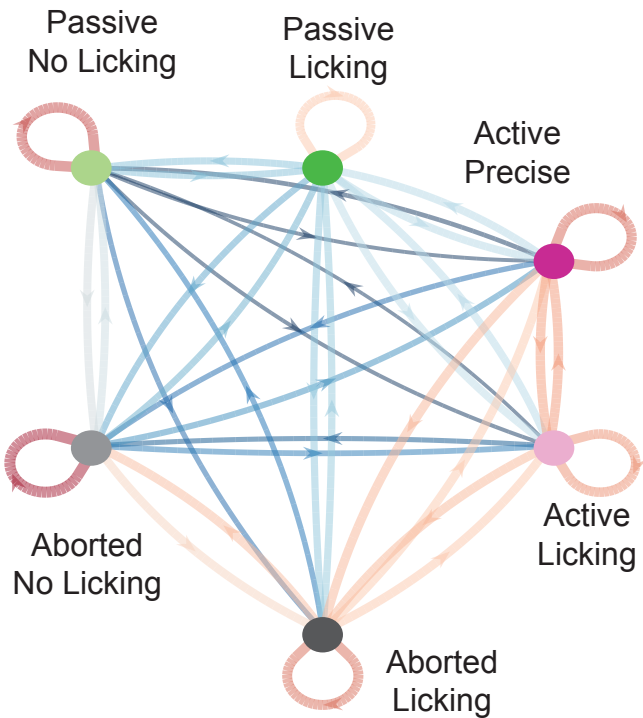 Passive
No Licking
Passive
Licking
Active
Precise
Active
Licking
Aborted
No Licking
Aborted
Licking